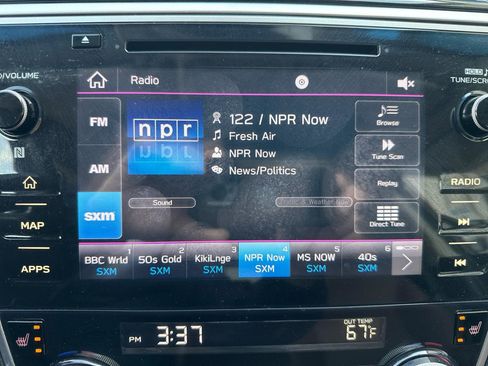 /VOLUME
HOLD
TUNE/SCR
Radio
FM
AM
sxm
npr
122 / NPR Now
Fresh Air
NPR Now
News/Politics
Browse
Tune Scan
Replay
Direct Tune
Sound
Traffic & Weather Now
MAP
APPS
RADIO
1
BBC Wrld
SXM
2
50s Gold
SXM
3
KikiLnge
SXM
4
NPR Now
SXM
5
MS NOW
SXM
6
40s
SXM
PM 3:37
OUT TEMP
67°F